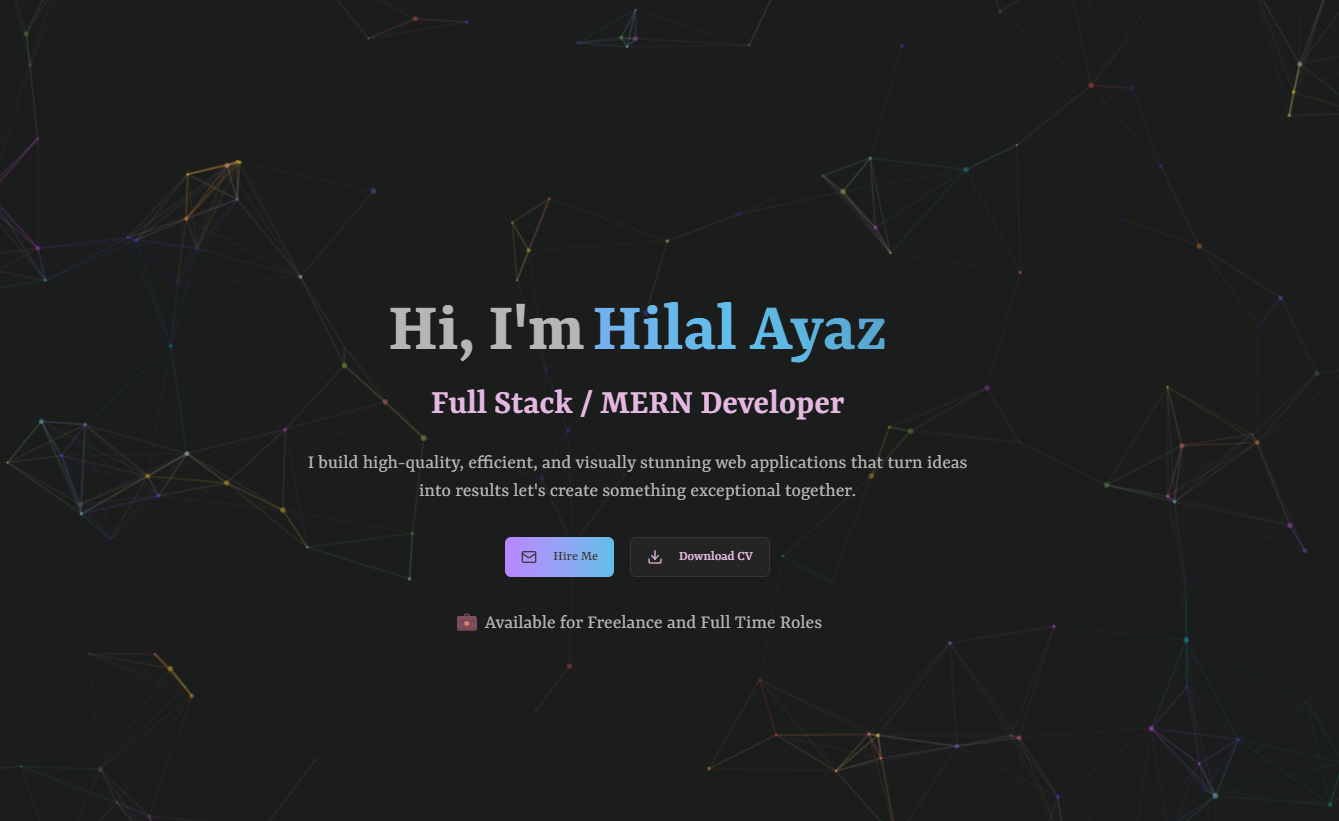 Hi, I'm Hilal Ayaz
Full Stack / MERN Developer
I build high-quality, efficient, and visually stunning web applications that turn ideas
into results let's create something exceptional together.
Hire Me
Download CV
Available for Freelance and Full Time Roles